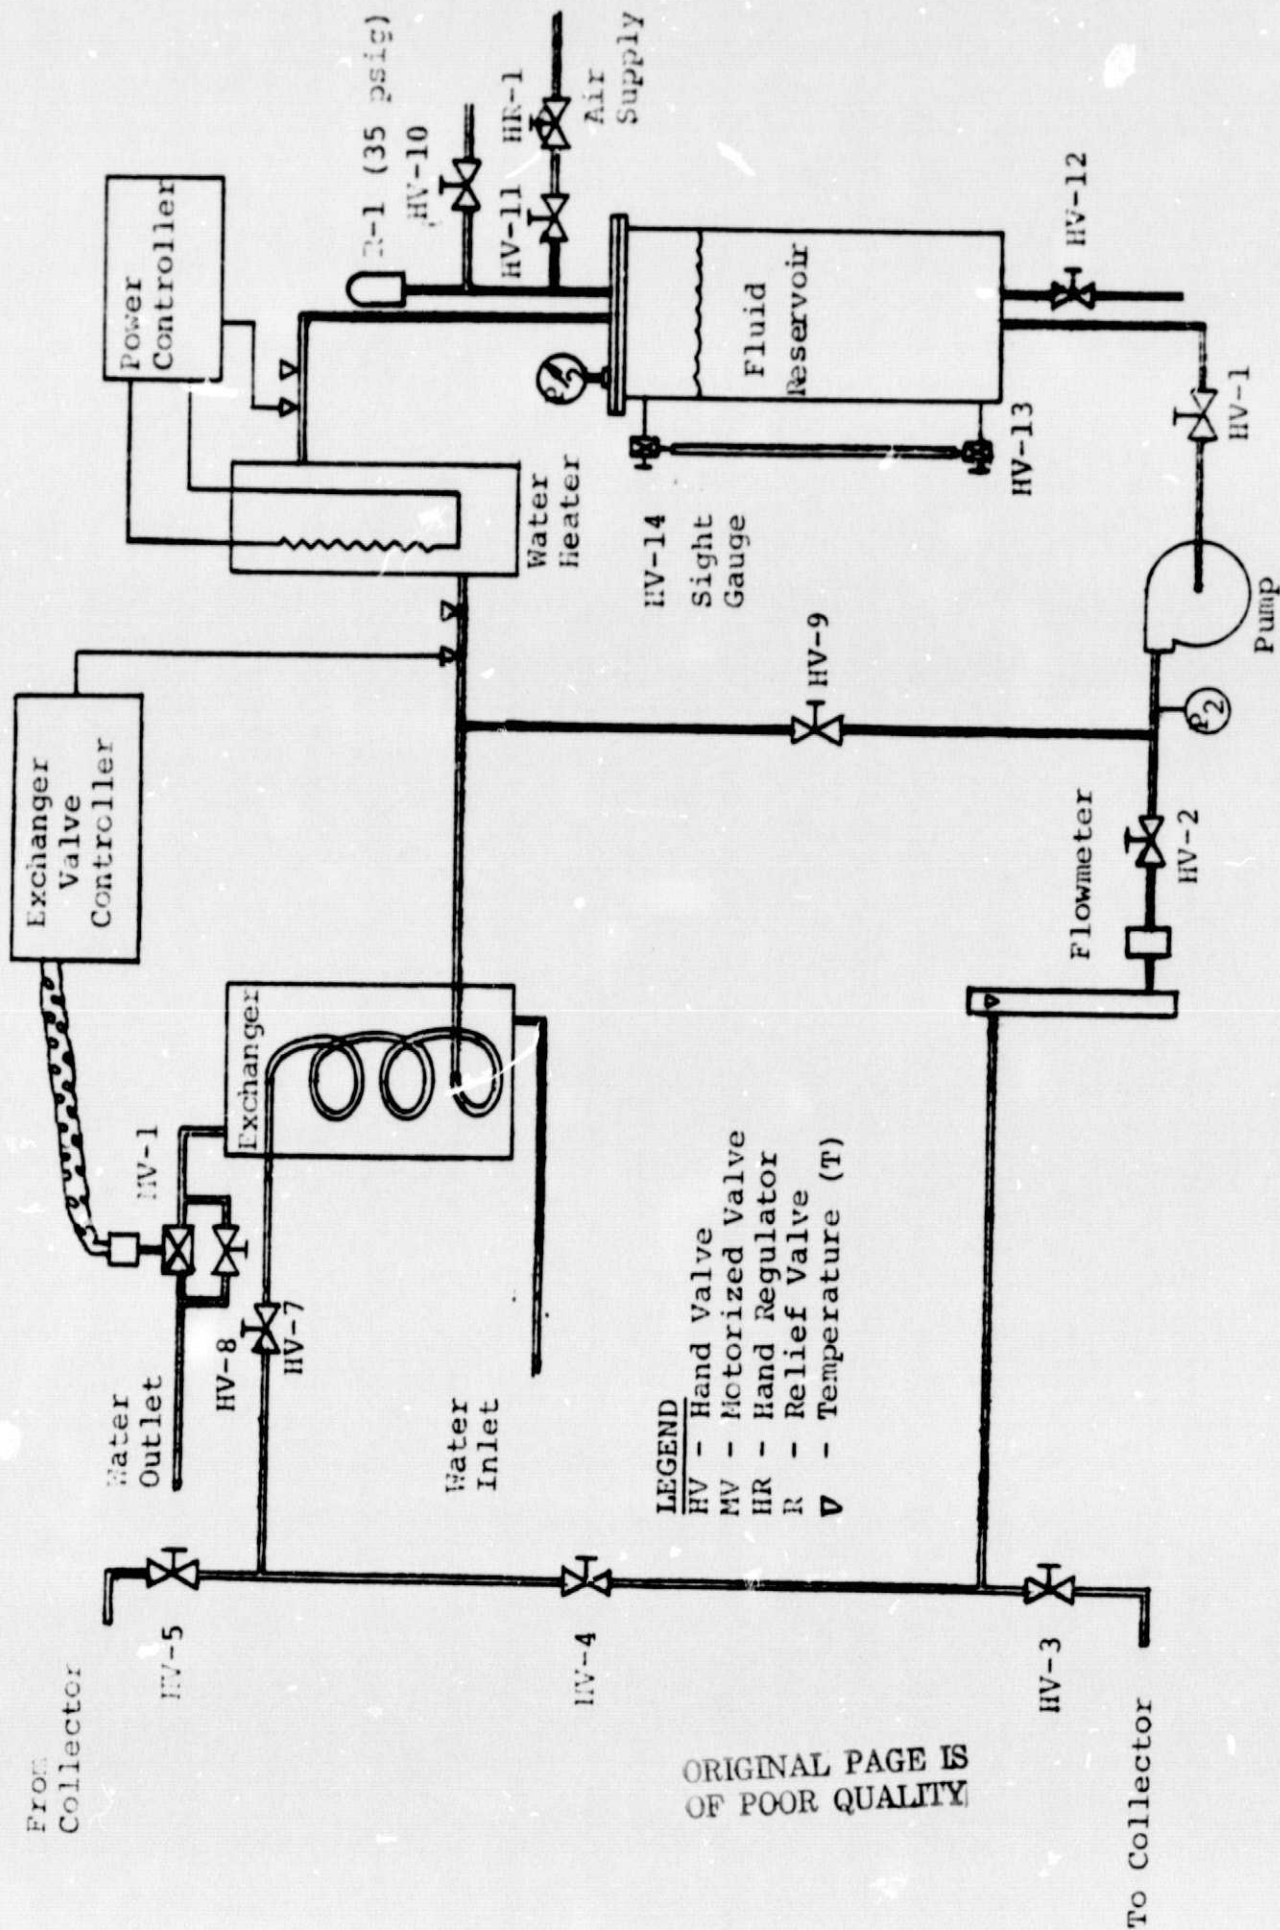 From
Collector
HV-5
Water
Outlet
HV-8
HV-7
MV-1
Exchanger
Valve
Controller
Exchanger
Water
Inlet
Power
Controller
Water
Heater
R-1 (35 psig)
HV-10
HV-11
HR-1
Air
Supply
Fluid
Reservoir
HV-14
Sight
Gauge
HV-13
HV-12
HV-1
Pump
HV-9
P2
Flowmeter
HV-2
HV-4
HV-3
To Collector
LEGEND
HV - Hand Valve
MV - Motorized Valve
HR - Hand Regulator
R - Relief Valve
∇ - Temperature (T)
ORIGINAL PAGE IS
OF POOR QUALITY